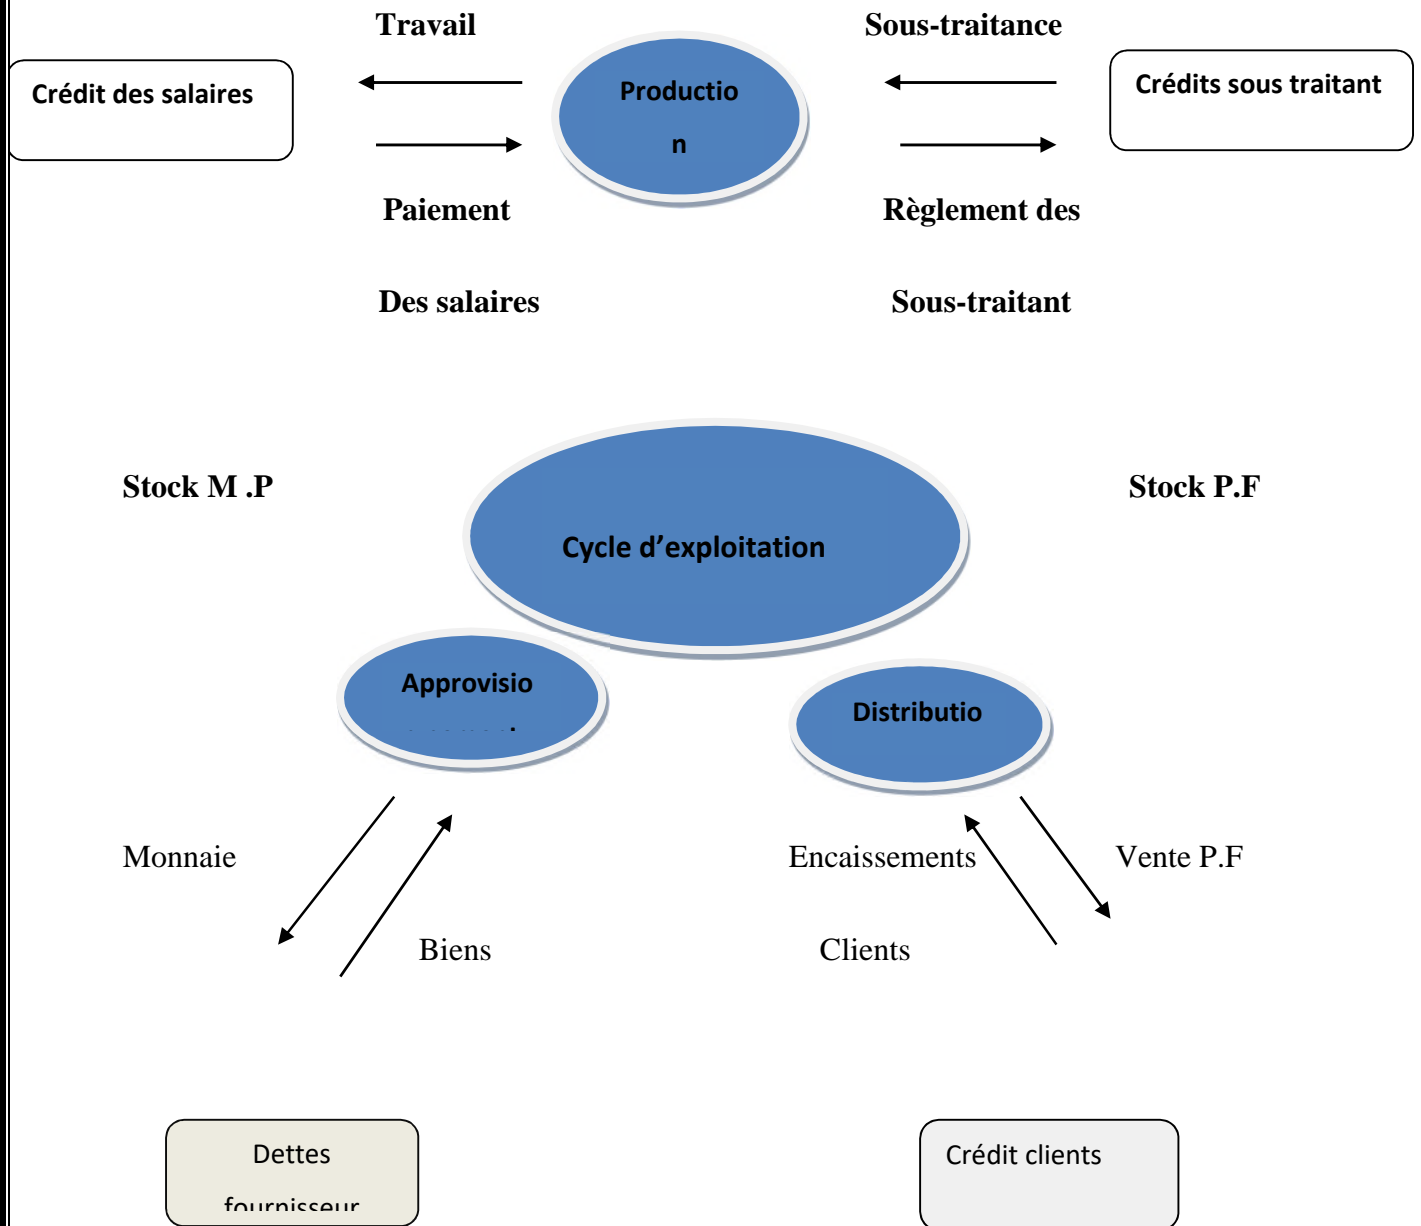 Travail
Sous-traitance
Crédit des salaires
Productio
n
Crédits sous traitant
Paiement
Des salaires
Règlement des
Sous-traitant
Stock M .P
Cycle d’exploitation
Stock P.F
Approvisio
Distributio
Monnaie
Biens
Encaissements
Clients
Vente P.F
Dettes
fournisseur
Crédit clients